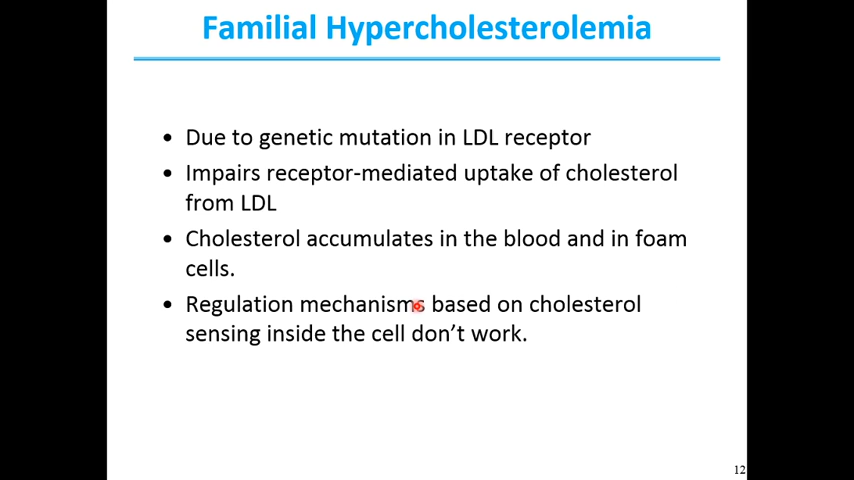 Familial Hypercholesterolemia
• Due to genetic mutation in LDL receptor
• Impairs receptor-mediated uptake of cholesterol
from LDL
• Cholesterol accumulates in the blood and in foam
cells.
• Regulation mechanisms based on cholesterol
sensing inside the cell don’t work.
12